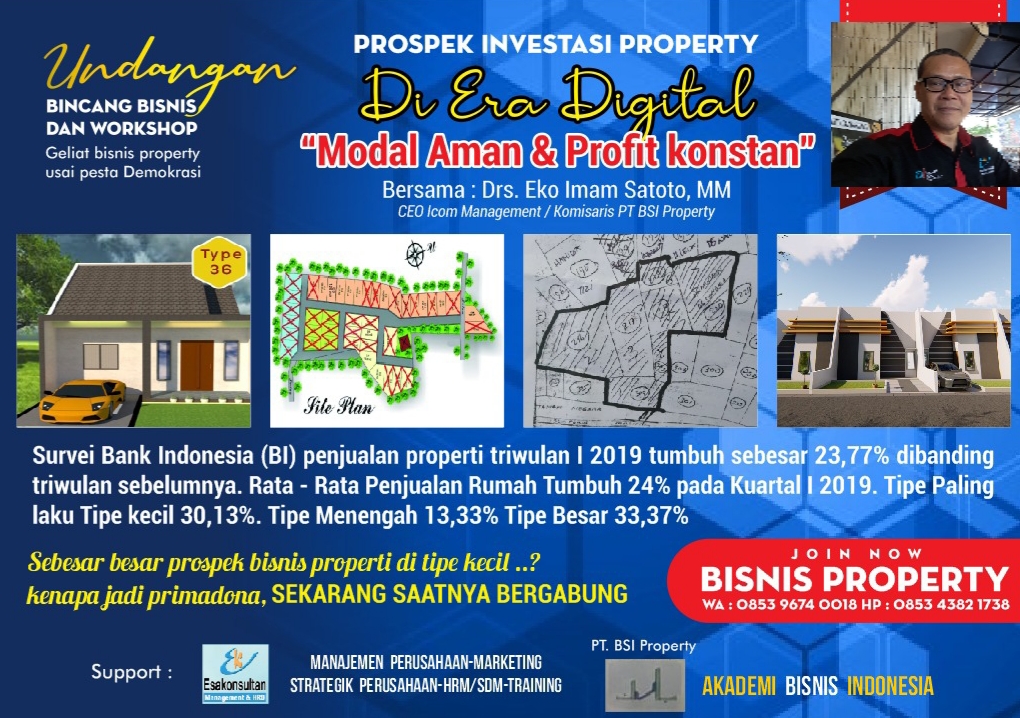 Undangan
BINCANG BISNIS
DAN WORKSHOP
Geliat bisnis property
usai pesta Demokrasi
PROSPEK INVESTASI PROPERTY
Di Era Digital
“Modal Aman & Profit konstan”
Bersama : Drs. Eko Imam Satoto, MM
CEO Icom Management / Komisaris PT BSI Property
Type
36
Site Plan
Survei Bank Indonesia (BI) penjualan properti triwulan I 2019 tumbuh sebesar 23,77% dibanding
triwulan sebelumnya. Rata - Rata Penjualan Rumah Tumbuh 24% pada Kuartal I 2019. Tipe Paling
laku Tipe kecil 30,13%. Tipe Menengah 13,33% Tipe Besar 33,37%
Sebesar besar prospek bisnis properti di tipe kecil ..?
kenapa jadi primadona, SEKARANG SAATNYA BERGABUNG
JOIN NOW
BISNIS PROPERTY
WA : 0853 9674 0018 HP : 0853 4382 1738
Support :
Esakonsultan
Management & HRD
MANAJEMEN PERUSAHAAN-MARKETING
STRATEGIK PERUSAHAAN-HRM/SDM-TRAINING
PT. BSI Property
AKADEMI BISNIS INDONESIA